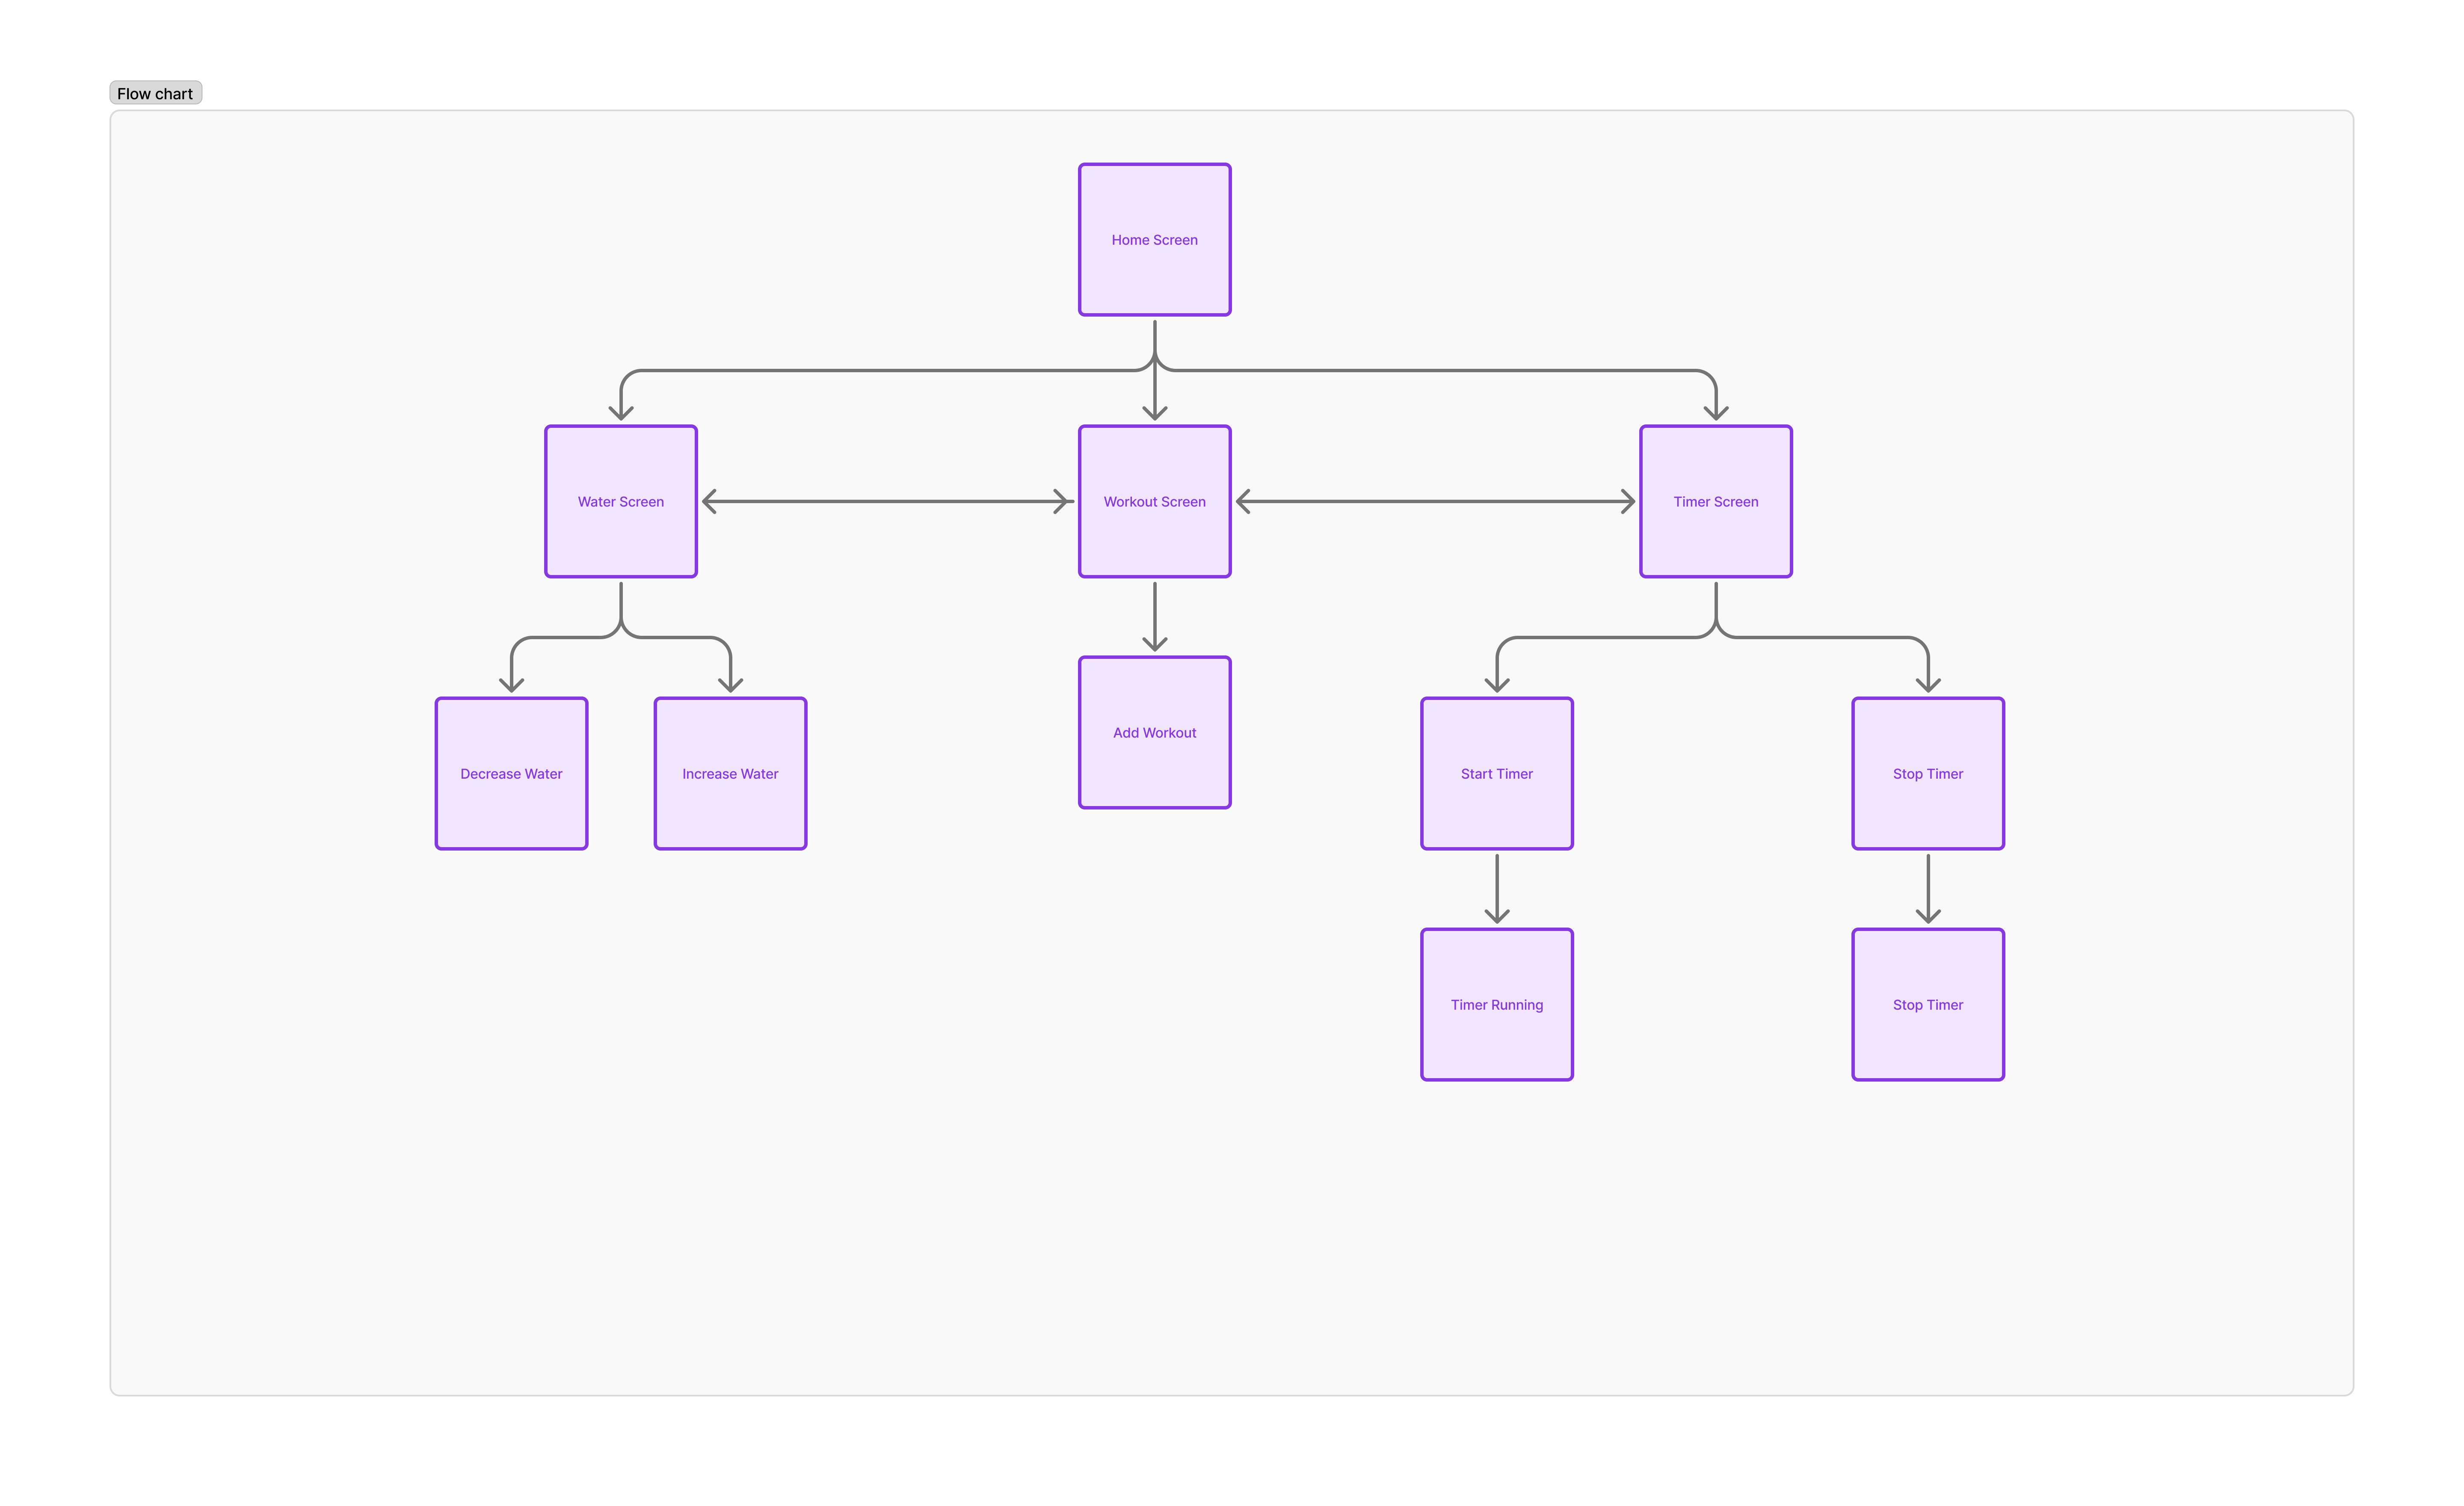 Flow chart
Home Screen
Water Screen
Workout Screen
Timer Screen
Decrease Water
Increase Water
Add Workout
Start Timer
Stop Timer
Timer Running
Stop Timer